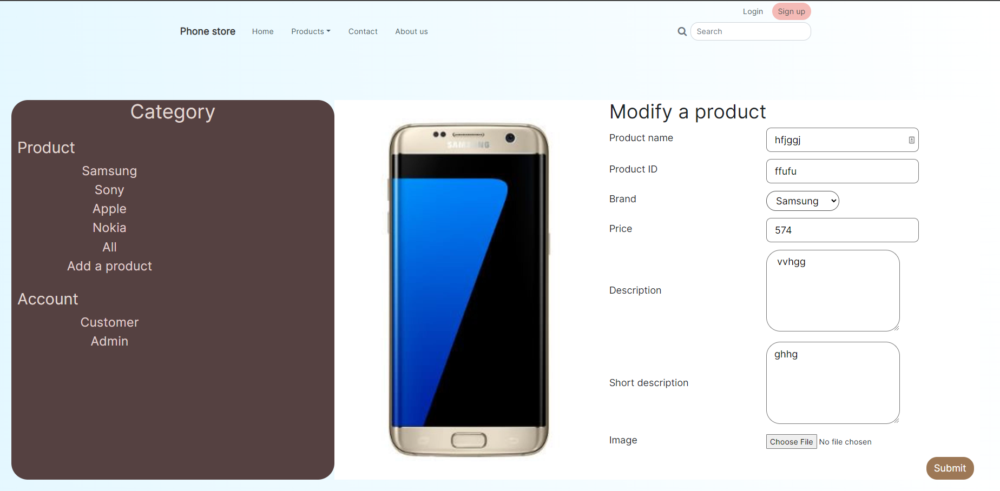 Login Sign up
Phone store Home Products Contact About us Search
Category
Product
Samsung
Sony
Apple
Nokia
All
Add a product
Account
Customer
Admin
SAMSUNG
Modify a product
Product name hfjggj
Product ID ffufu
Brand Samsung
Price 574
Description vvhgg
Short description ghhg
Image Choose File No file chosen
Submit